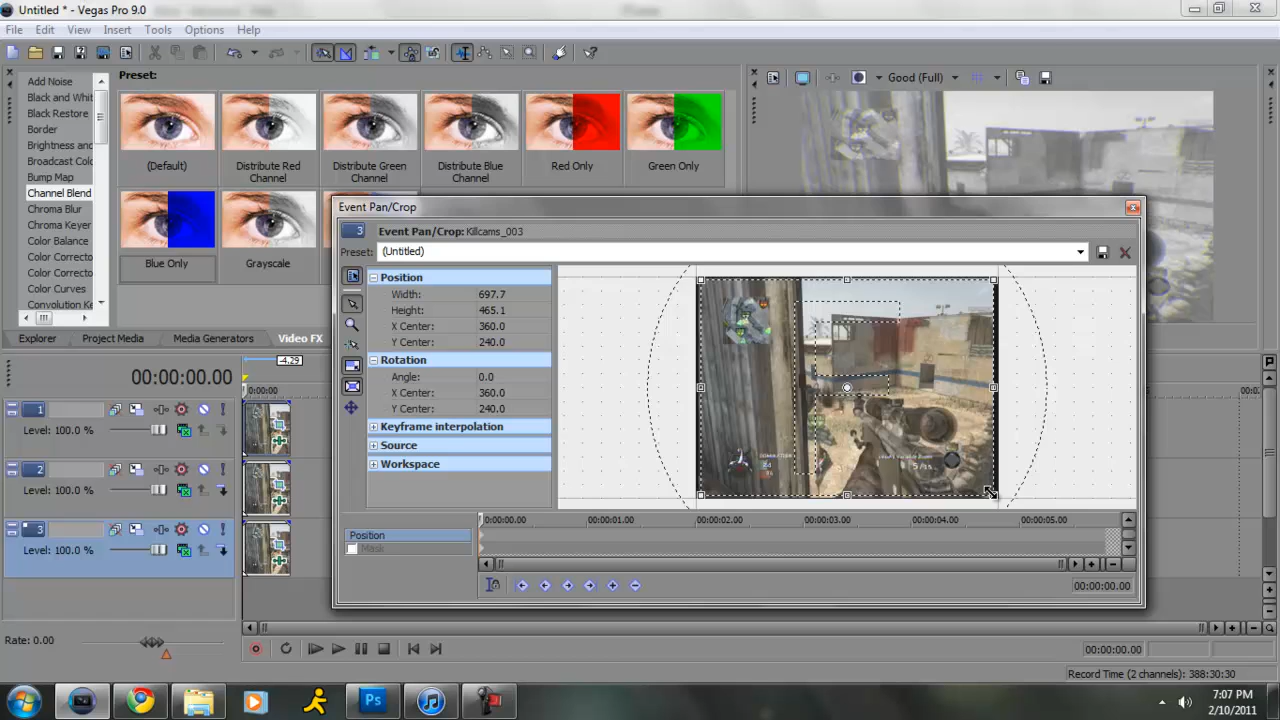 Untitled * - Vegas Pro 9.0
File Edit View Insert Tools Options Help
Add Noise
Black and Whi
Black Restore
Border
Brightness and
Broadcast Colo
Bump Map
Channel Blend
Chroma Blur
Chroma Keyer
Color Balance
Color Correcto
Color Correcto
Color Curves
Convolution Ke
Preset:
(Default)
Distribute Red Channel
Distribute Green Channel
Distribute Blue Channel
Red Only
Green Only
Blue Only
Grayscale
Good (Full)
Explorer Project Media Media Generators Video FX
Event Pan/Crop
3 Event Pan/Crop: Killcams_003
Preset: (Untitled)
Position
Width: 697.7
Height: 465.1
X Center: 360.0
Y Center: 240.0
Rotation
Angle: 0.0
X Center: 360.0
Y Center: 240.0
Keyframe interpolation
Source
Workspace
Position
Mask
0:00:00.00 00:00:01.00 00:00:02.00 00:00:03.00 00:00:04.00 00:00:05.00
00:00:00.00
-4.29
00:00:00.00
0:00:00
00:02
1
Level: 100.0 %
2
Level: 100.0 %
3
Level: 100.0 %
Rate: 0.00
00:00:00.00
Record Time (2 channels): 388:30:30
Ps
7:07 PM
2/10/2011